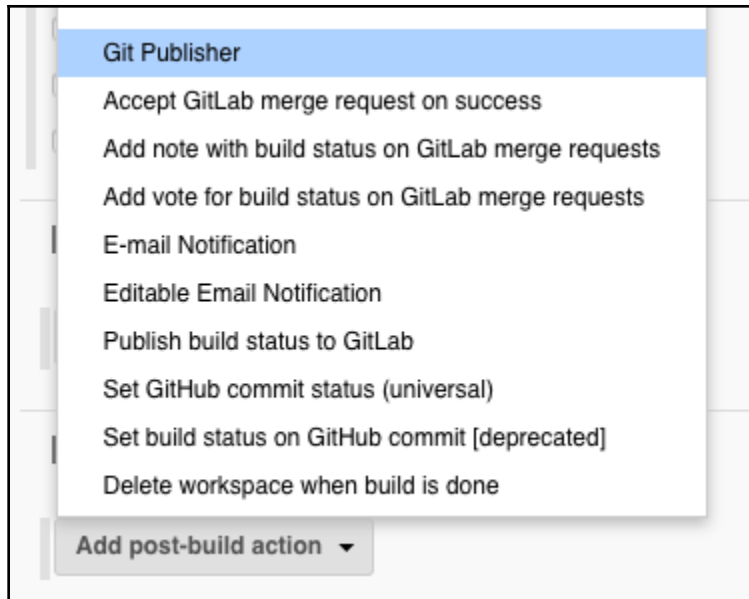 Git Publisher
Accept GitLab merge request on success
Add note with build status on GitLab merge requests
Add vote for build status on GitLab merge requests
E-mail Notification
Editable Email Notification
Publish build status to GitLab
Set GitHub commit status (universal)
Set build status on GitHub commit [deprecated]
Delete workspace when build is done
Add post-build action